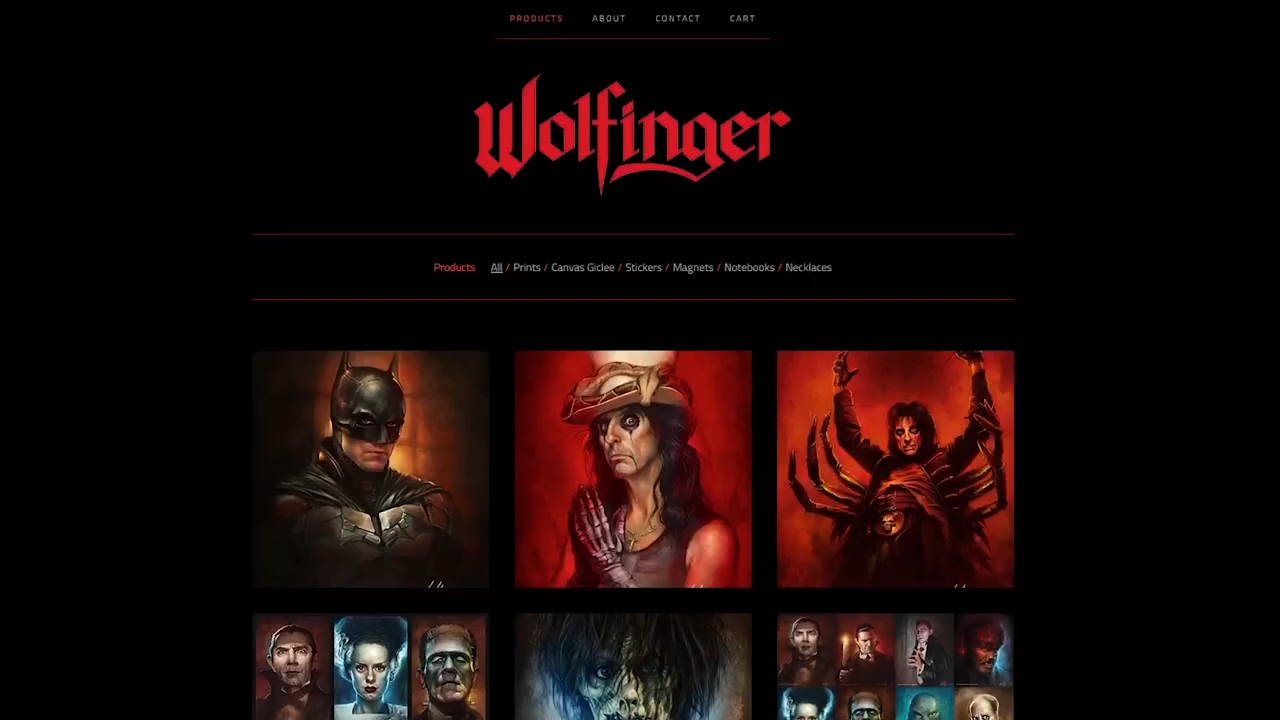 PRODUCTS ABOUT CONTACT CART
Wolfinger
Products All / Prints / Canvas Giclee / Stickers / Magnets / Notebooks / Necklaces